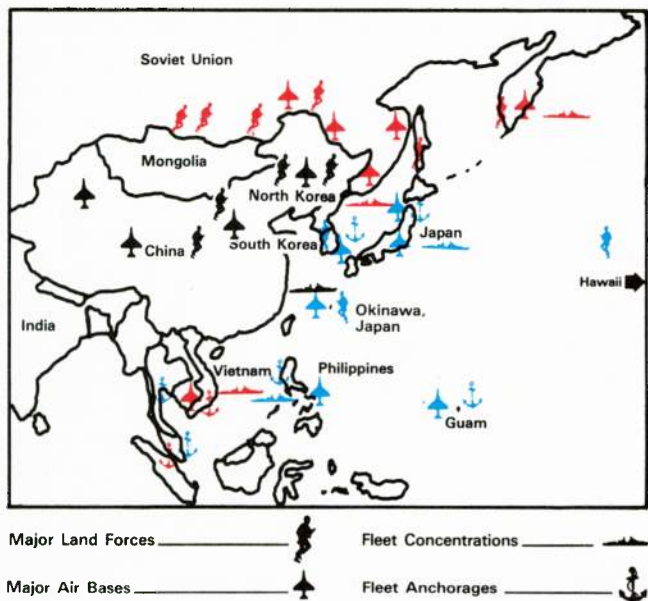 Soviet Union
Mongolia
North Korea
South Korea
China
Japan
Hawaii
India
Okinawa,
Japan
Vietnam
Philippines
Guam
Major Land Forces
Fleet Concentrations
Major Air Bases
Fleet Anchorages